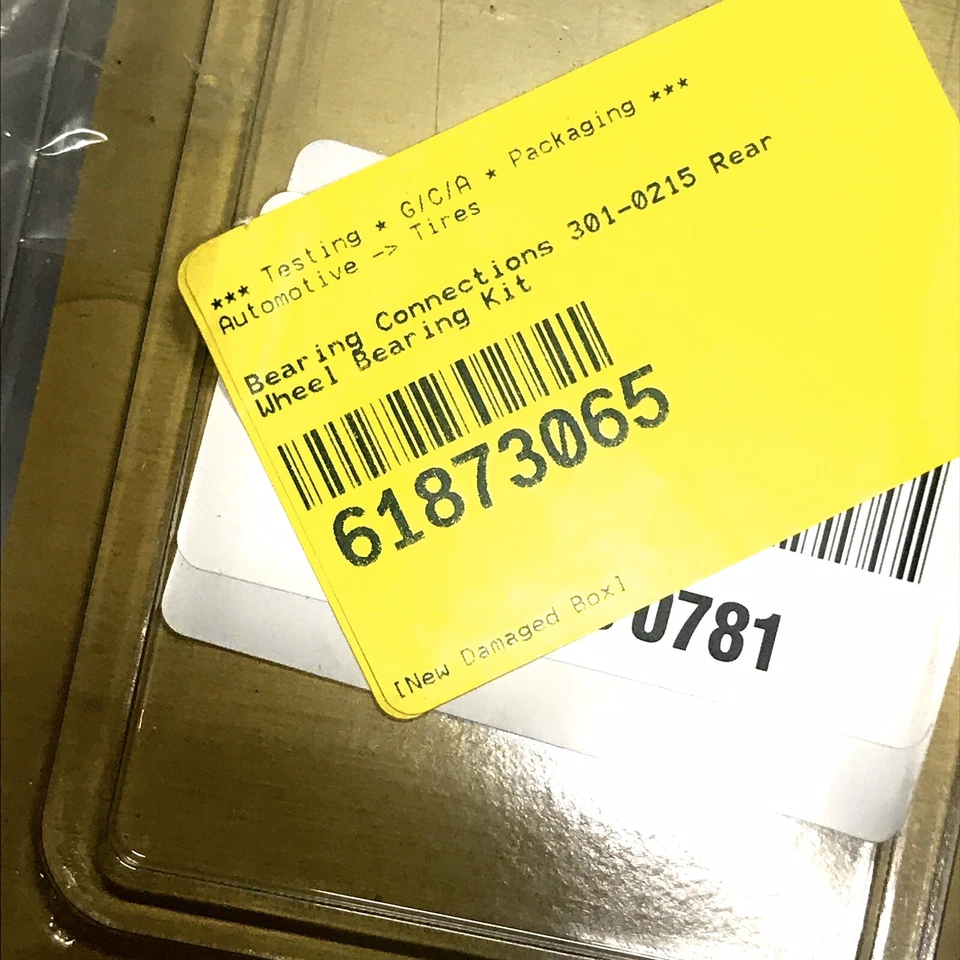 *** Testing * G/C/A * Packaging ***
Automotive -> Tires
Bearing Connections 301-0215 Rear
Wheel Bearing Kit
61873065
[New Damaged Box]
0781